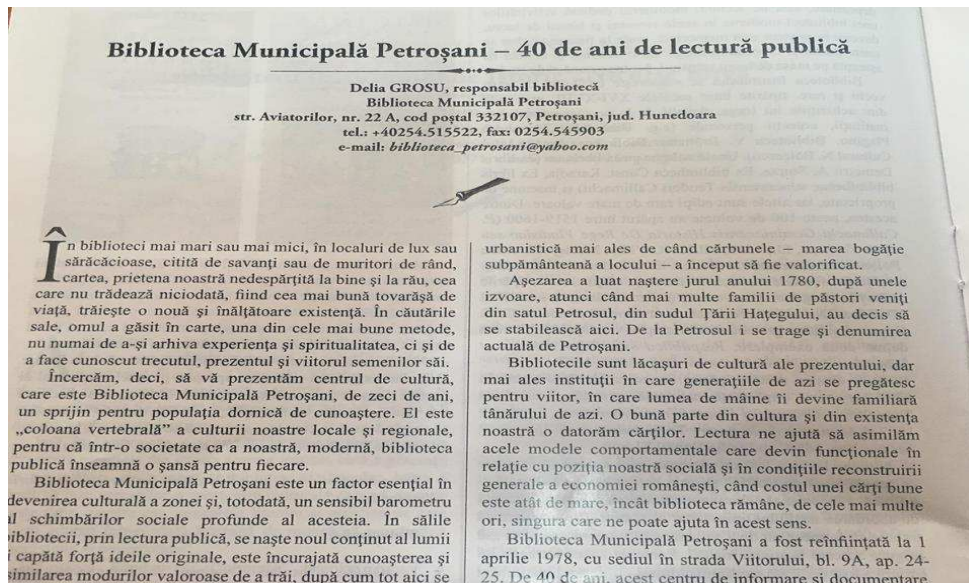 Biblioteca Municipală Petroșani – 40 de ani de lectură publică
Delia GROSU, responsabil bibliotecă
Biblioteca Municipală Petroșani
str. Aviatorilor, nr. 22 A, cod poștal 332107, Petroșani, jud. Hunedoara
tel.: +40254.515522, fax: 0254.545903
e-mail: biblioteca_petrosani@yahoo.com
În biblioteci mai mari sau mai mici, în localuri de lux sau
sărăcăcioase, citită de savanți sau de muritori de rând,
cartea, prietena noastră nedespărțită la bine și la rău, cea
care nu trădează niciodată, fiind cea mai bună tovarășă de
viață, trăiește o nouă și înălțătoare existență. În căutările
sale, omul a găsit în carte, una din cele mai bune metode,
nu numai de a-și arhiva experiența și spiritualitatea, ci și de
a face cunoscut trecutul, prezentul și viitorul semenilor săi.
Încercăm, deci, să vă prezentăm centrul de cultură,
care este Biblioteca Municipală Petroșani, de zeci de ani,
un sprijin pentru populația dornică de cunoaștere. El este
„coloana vertebrală” a culturii noastre locale și regionale,
pentru că într-o societate ca a noastră, modernă, biblioteca
publică înseamnă o șansă pentru fiecare.
Biblioteca Municipală Petroșani este un factor esențial în
devenirea culturală a zonei și, totodată, un sensibil barometru
al schimbărilor sociale profunde al acesteia. În sălile
bibliotecii, prin lectură publică, se naște noul conținut al lumii
și capătă forță ideile originale, este încurajată cunoașterea și
similarea modurilor valoroase de a trăi, după cum tot aici se
urbanistică mai ales de când cărbunele – marea bogăție
subpământeană a locului – a început să fie valorificat.
Așezarea a luat naștere jurul anului 1780, după unele
izvoare, atunci când mai multe familii de păstori veniți
din satul Petrosul, din sudul Țării Hațegului, au decis să
se stabilească aici. De la Petrosul i se trage și denumirea
actuală de Petroșani.
Bibliotecile sunt lăcașuri de cultură ale prezentului, dar
mai ales instituții în care generațiile de azi se pregătesc
pentru viitor, în care lumea de mâine îi devine familiară
tânărului de azi. O bună parte din cultura și din existența
noastră o datorăm cărților. Lectura ne ajută să asimilăm
acele modele comportamentale care devin funcționale în
relație cu poziția noastră socială și în condițiile reconstruirii
generale a economiei românești, când costul unei cărți bune
este atât de mare, încât biblioteca rămâne, de cele mai multe
ori, singura care ne poate ajuta în acest sens.
Biblioteca Municipală Petroșani a fost reînființată la 1
aprilie 1978, cu sediul în strada Viitorului, bl. 9A, ap. 24-
25. De 40 de ani, acest centru de informare și documentare